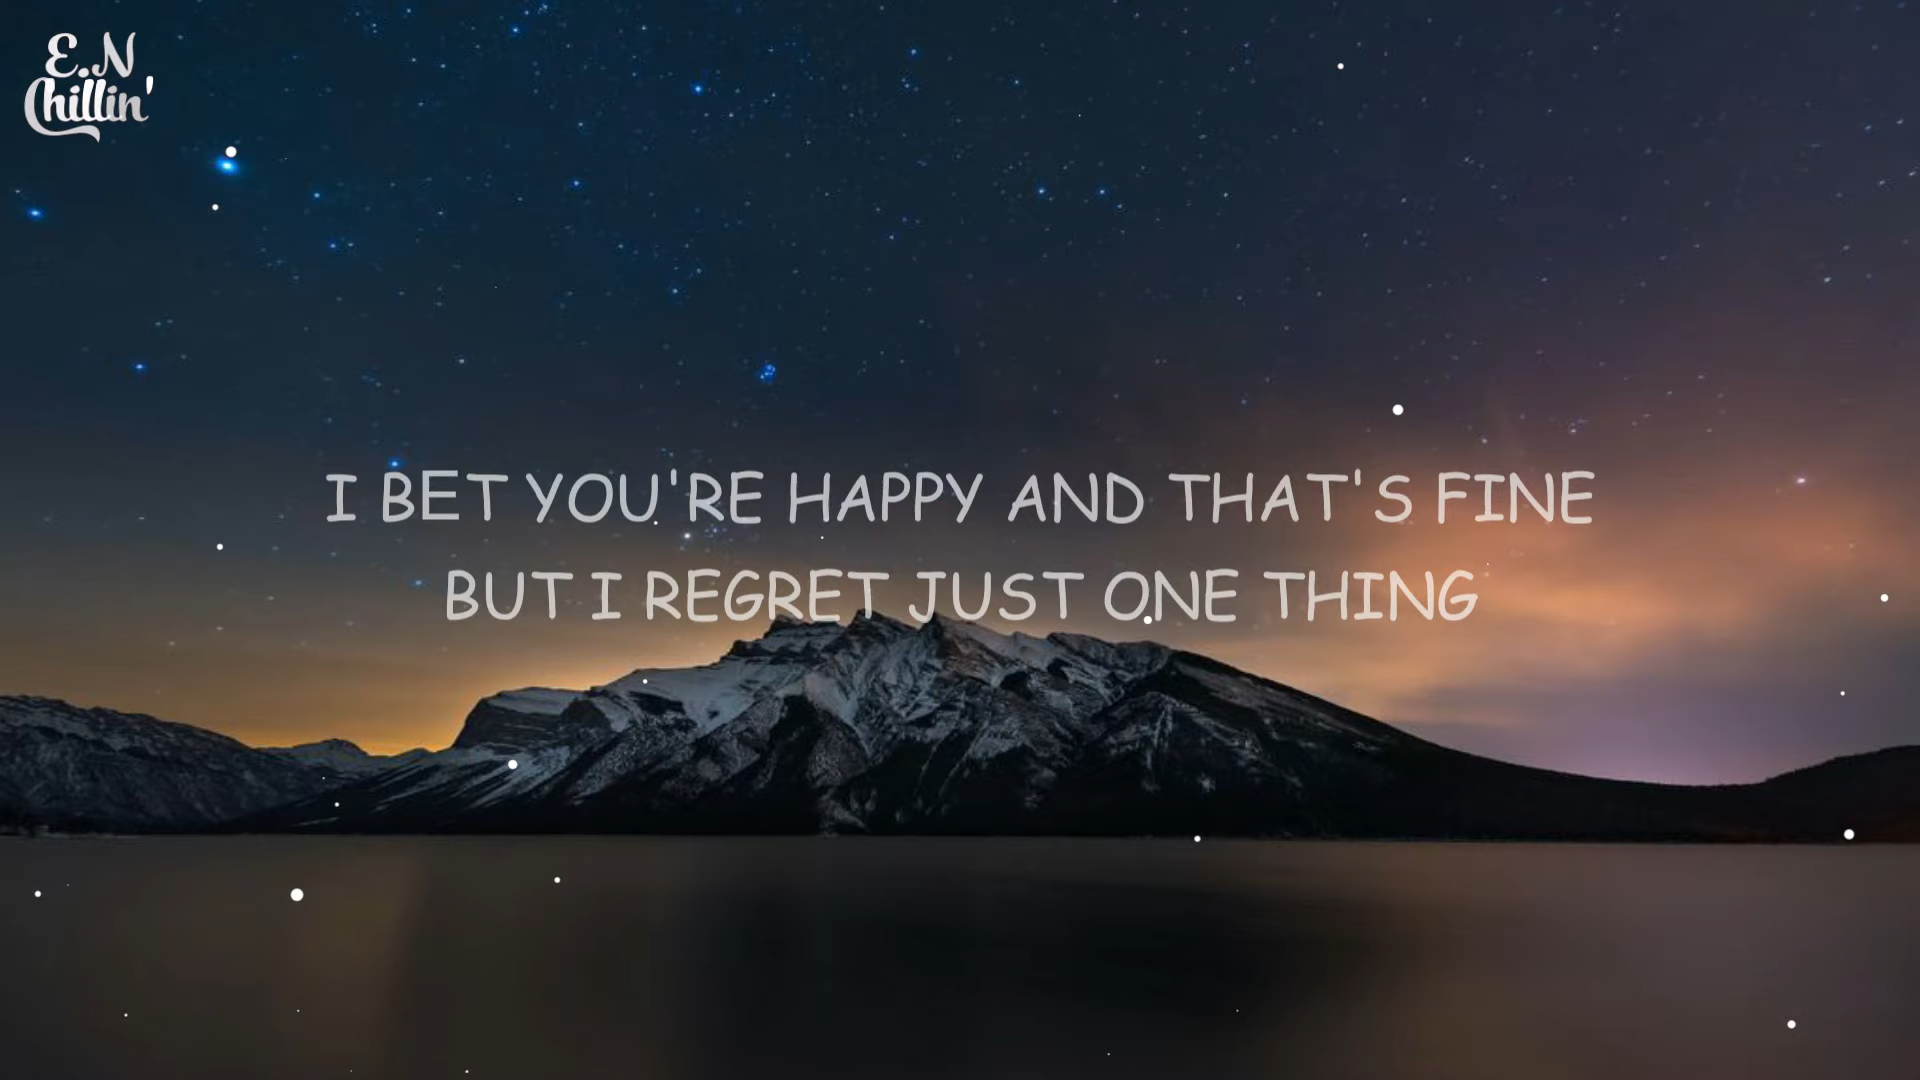 E.N
Chillin'
I BET YOU'RE HAPPY AND THAT'S FINE
BUT I REGRET JUST ONE THING